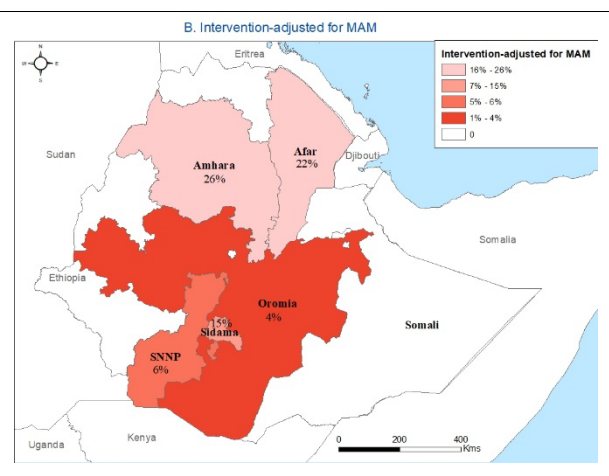 B. Intervention-adjusted for MAM
N
W
E
S
Eritrea
Intervention-adjusted for MAM
16% - 26%
7% - 15%
5% - 6%
1% - 4%
0
Sudan
Afar
22%
Djibouti
Amhara
26%
Somalia
Ethiopia
Oromia
4%
15%
Sidama
Somali
SNNP
6%
Uganda
Kenya
0 200 400
Kms